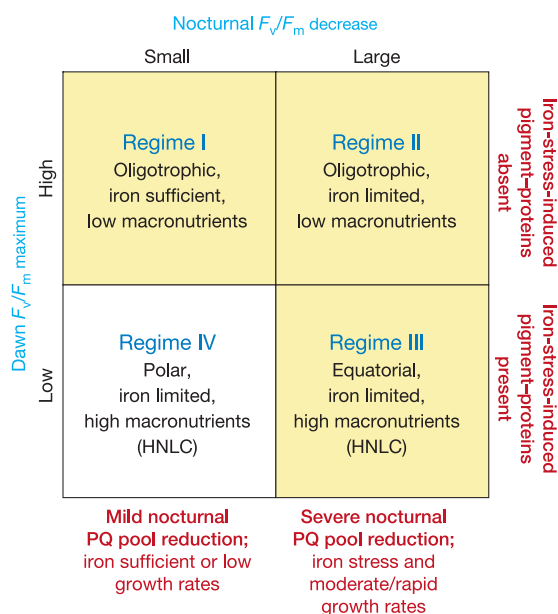 Nocturnal Fv/Fm decrease
Small
Large
Dawn Fv/Fm maximum
High
Low
Regime I
Oligotrophic,
iron sufficient,
low macronutrients
Regime II
Oligotrophic,
iron limited,
low macronutrients
Iron-stress-induced
pigment–proteins
absent
Regime IV
Polar,
iron limited,
high macronutrients
(HNLC)
Regime III
Equatorial,
iron limited,
high macronutrients
(HNLC)
Iron-stress-induced
pigment–proteins
present
Mild nocturnal
PQ pool reduction;
iron sufficient or low
growth rates
Severe nocturnal
PQ pool reduction;
iron stress and
moderate/rapid
growth rates